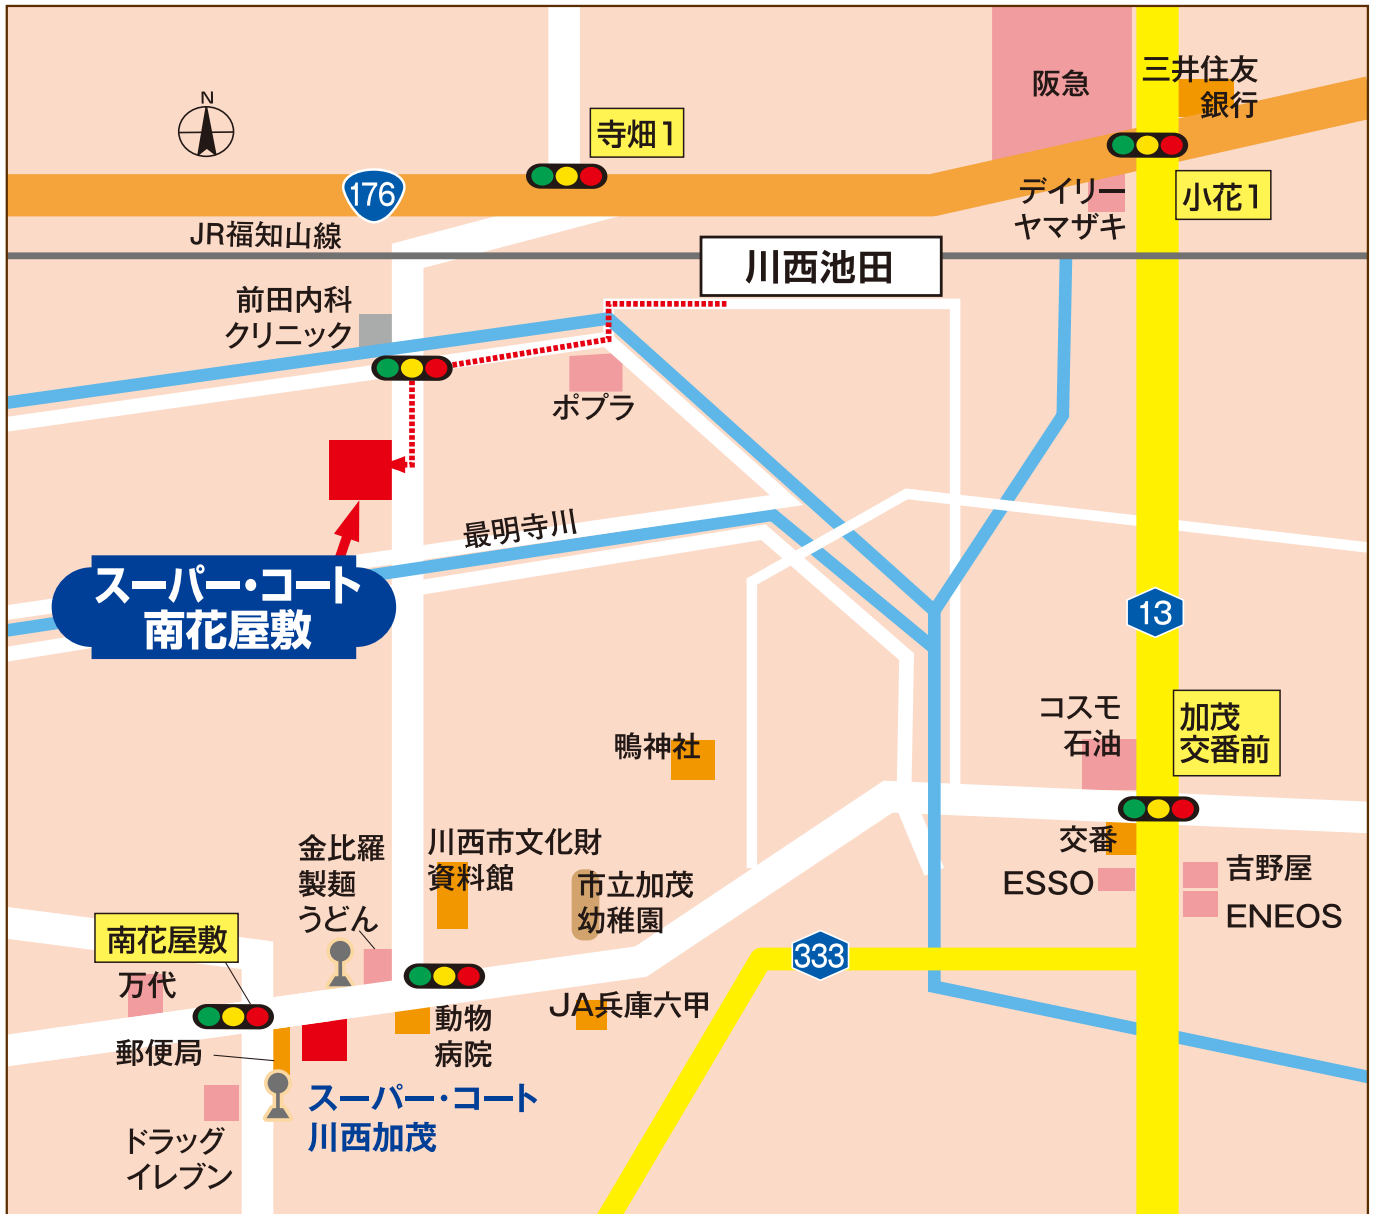 阪急
三井住友
銀行
N
寺畑1
176
デイリー
ヤマザキ
小花1
JR福知山線
川西池田
前田内科
クリニック
ポプラ
最明寺川
スーパー・コート
南花屋敷
13
コスモ
石油
加茂
交番前
鴨神社
交番
金比羅
製麺
うどん
川西市文化財
資料館
市立加茂
幼稚園
ESSO
吉野屋
ENEOS
南花屋敷
333
万代
JA兵庫六甲
動物
病院
郵便局
スーパー・コート
川西加茂
ドラッグ
イレブン